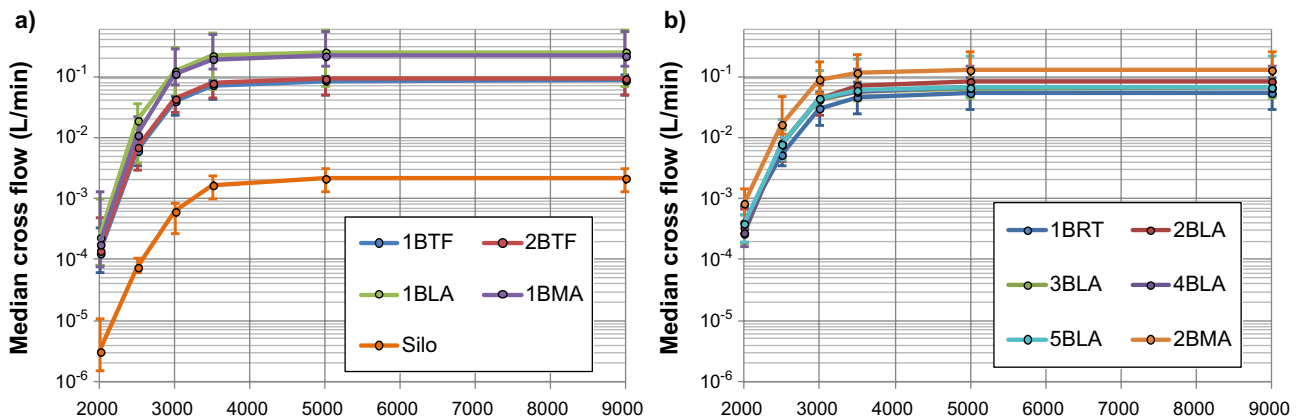 a)
Median cross flow (L/min)
10⁻¹
10⁻²
10⁻³
10⁻⁴
10⁻⁵
10⁻⁶
1BTF 2BTF
1BLA 1BMA
Silo
2000 3000 4000 5000 6000 7000 8000 9000
b)
Median cross flow (L/min)
10⁻¹
10⁻²
10⁻³
10⁻⁴
10⁻⁵
10⁻⁶
1BRT 2BLA
3BLA 4BLA
5BLA 2BMA
2000 3000 4000 5000 6000 7000 8000 9000